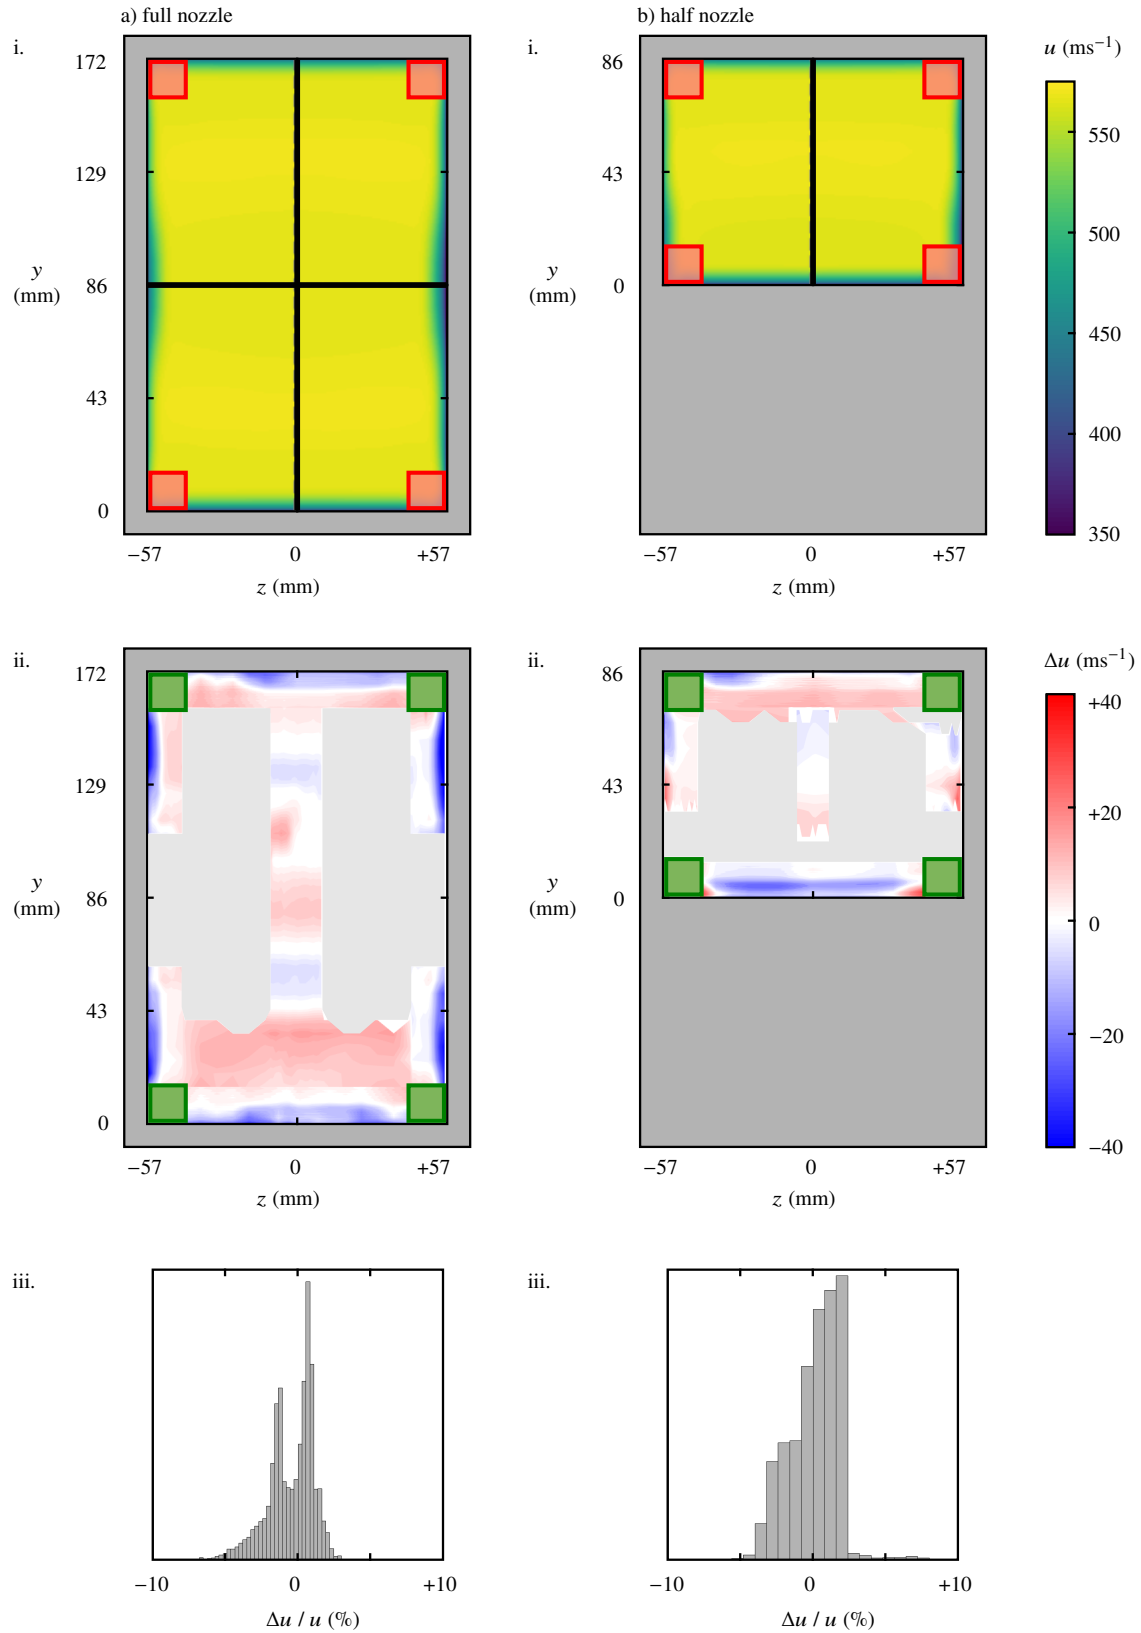 a) full nozzle
b) half nozzle
i.
i.
u (ms⁻¹)
172
129
y
(mm)
86
43
0
−57
0
+57
z (mm)
86
43
y
(mm)
0
−57
0
+57
z (mm)
550
500
450
400
350
ii.
172
129
y
(mm)
86
43
0
−57
0
+57
z (mm)
ii.
86
43
y
(mm)
0
−57
0
+57
z (mm)
Δu (ms⁻¹)
+40
+20
0
−20
−40
iii.
-10
0
+10
Δu / u (%)
iii.
-10
0
+10
Δu / u (%)